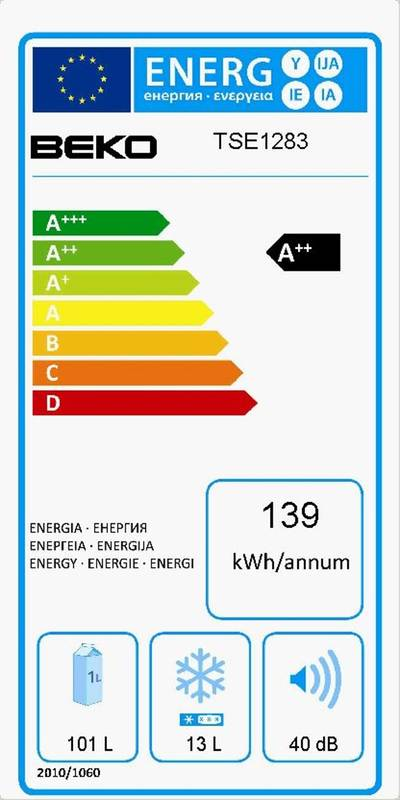 ENERG
Y IJA
IE IA
енергия · ενεργεια
BEKO
TSE1283
A+++
A++
A++
A+
A
B
C
D
139
kWh/annum
ENERGIA · ЕНЕРГИЯ
ΕΝΕΡΓΕΙΑ · ENERGIJA
ENERGY · ENERGIE · ENERGI
1L
101 L
13 L
40 dB
2010/1060